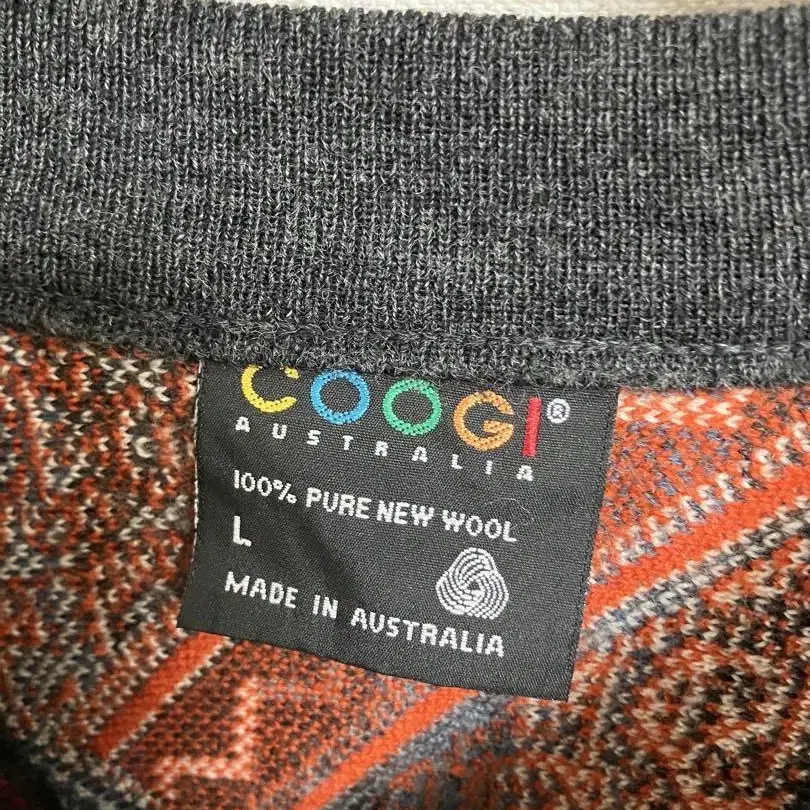 COOGI®
AUSTRALIA
100% PURE NEW WOOL
L
MADE IN AUSTRALIA